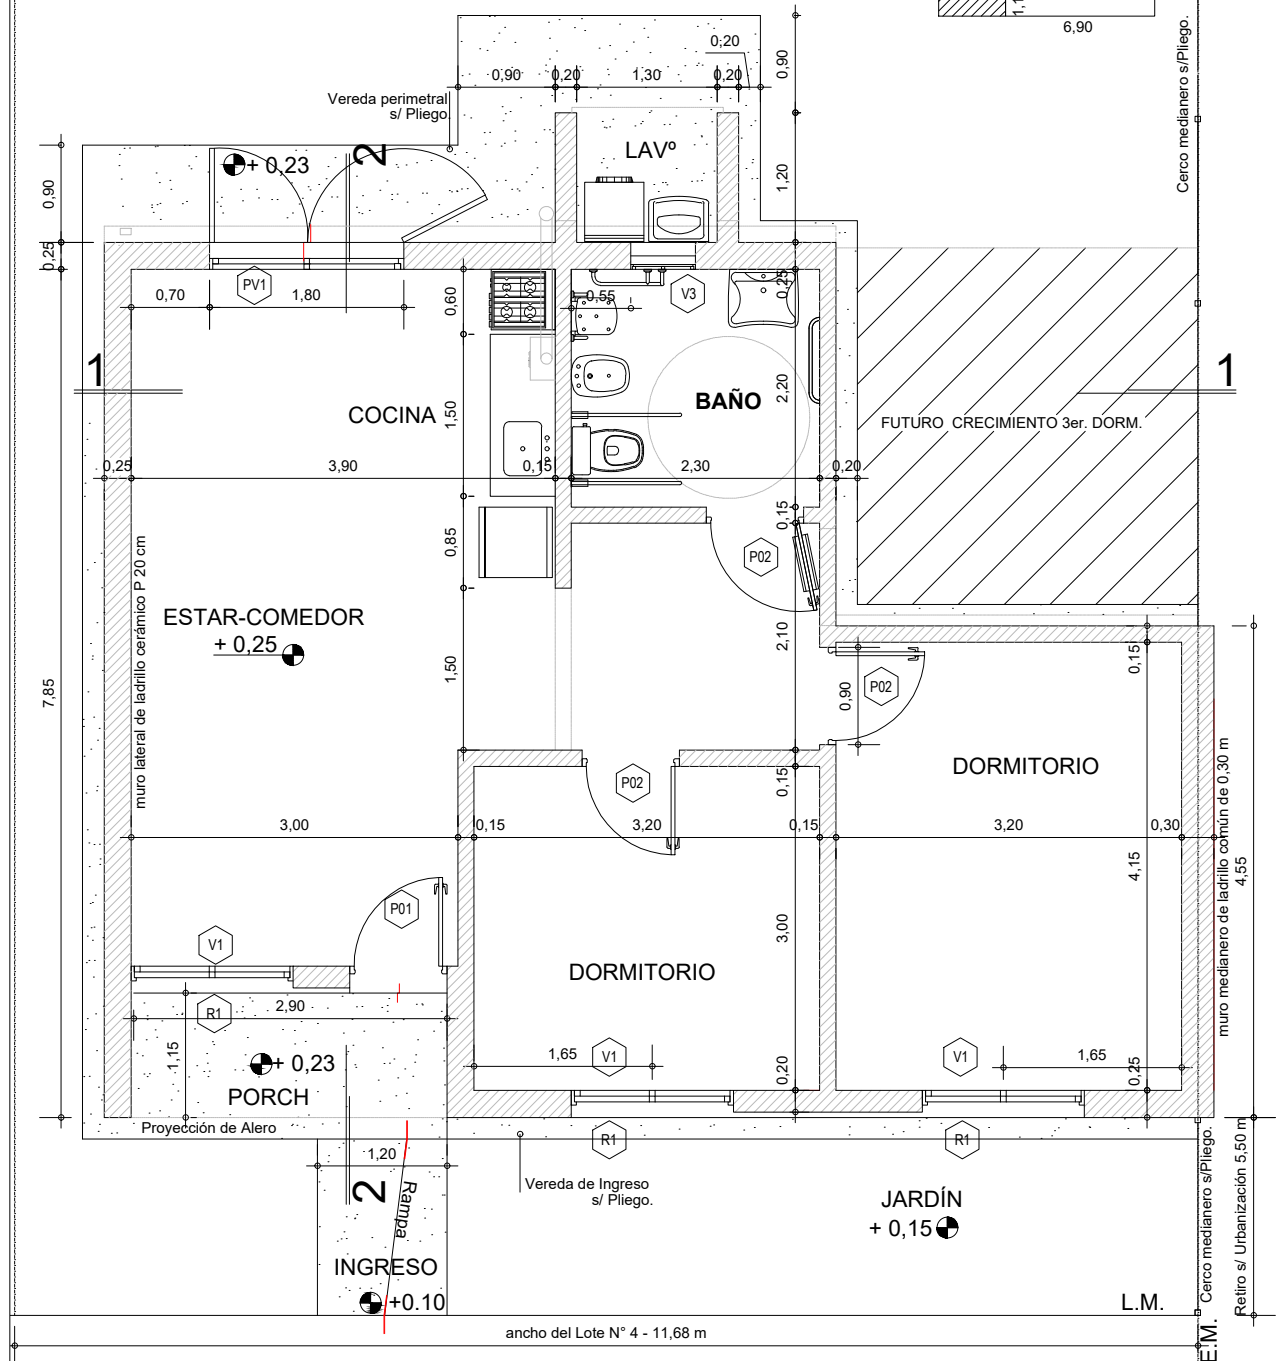 6,90
1,1
Cerco medianero s/Pliego.
0,20
0,90
0,90
0,20
1,30
0,20
Vereda perimetral
s/ Pliego.
2
LAVº
+ 0,23
0,90
1,20
0,25
PV1
0,70
1,80
0,60
0,55
V3
0,25
1
1
COCINA
1,50
BAÑO
2,20
FUTURO CRECIMIENTO 3er. DORM.
0,25
3,90
0,15
2,30
0,20
0,15
0,85
P02
muro lateral de ladrillo cerámico P 20 cm
ESTAR-COMEDOR
+ 0,25
2,10
0,15
1,50
7,85
0,90
P02
DORMITORIO
P02
0,15
3,00
0,15
3,20
0,15
3,20
0,30
muro medianero de ladrillo común de 0,30 m
4,55
4,15
P01
3,00
V1
DORMITORIO
R1
2,90
1,15
+ 0,23
PORCH
1,65
V1
0,20
V1
1,65
0,25
Proyección de Alero
R1
R1
1,20
2
Rampa
Vereda de Ingreso
s/ Pliego.
JARDÍN
+ 0,15
Cerco medianero s/Pliego.
Retiro s/ Urbanización 5,50 m
INGRESO
+0.10
L.M.
E.M.
ancho del Lote N° 4 - 11,68 m